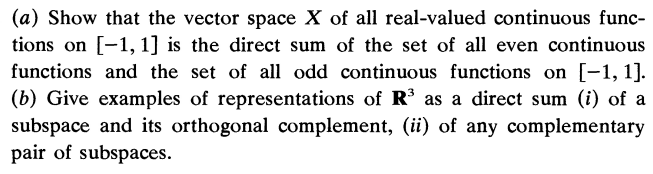 (a) Show that the vector space X of all real-valued continuous func-
tions on [−1, 1] is the direct sum of the set of all even continuous
functions and the set of all odd continuous functions on [−1, 1].
(b) Give examples of representations of R³ as a direct sum (i) of a
subspace and its orthogonal complement, (ii) of any complementary
pair of subspaces.